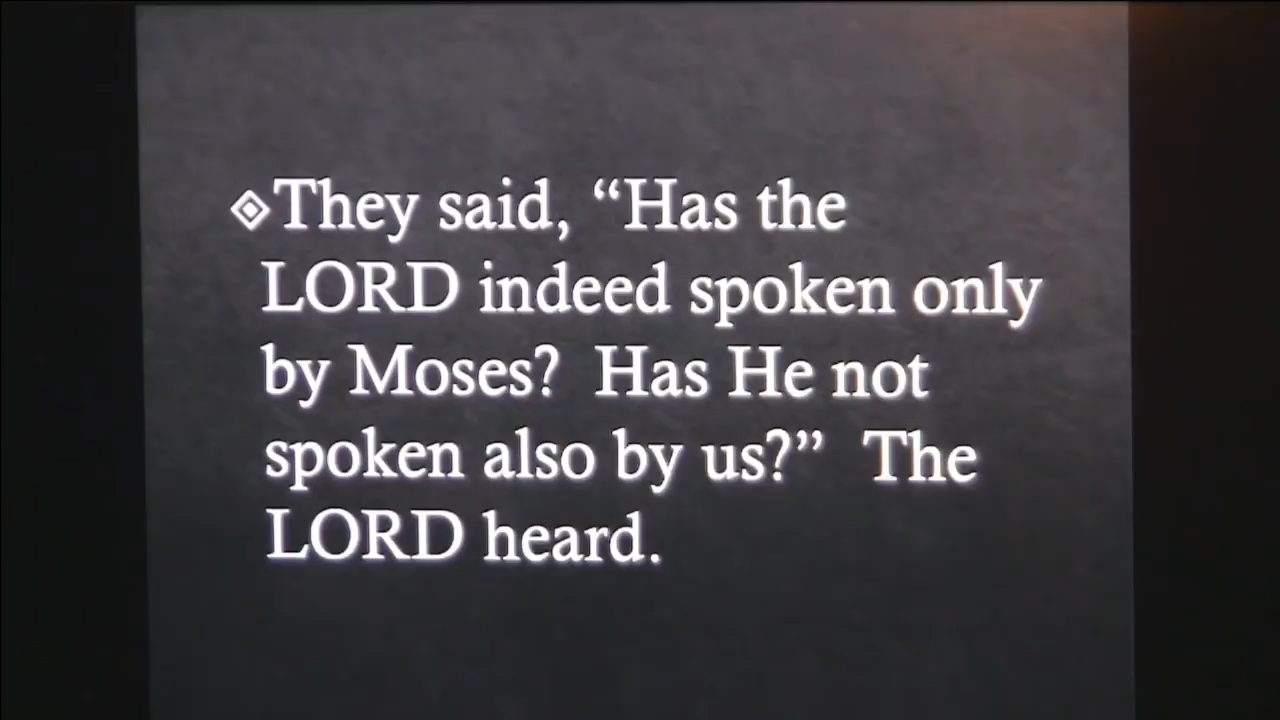 They said, “Has the
LORD indeed spoken only
by Moses?  Has He not
spoken also by us?”  The
LORD heard.